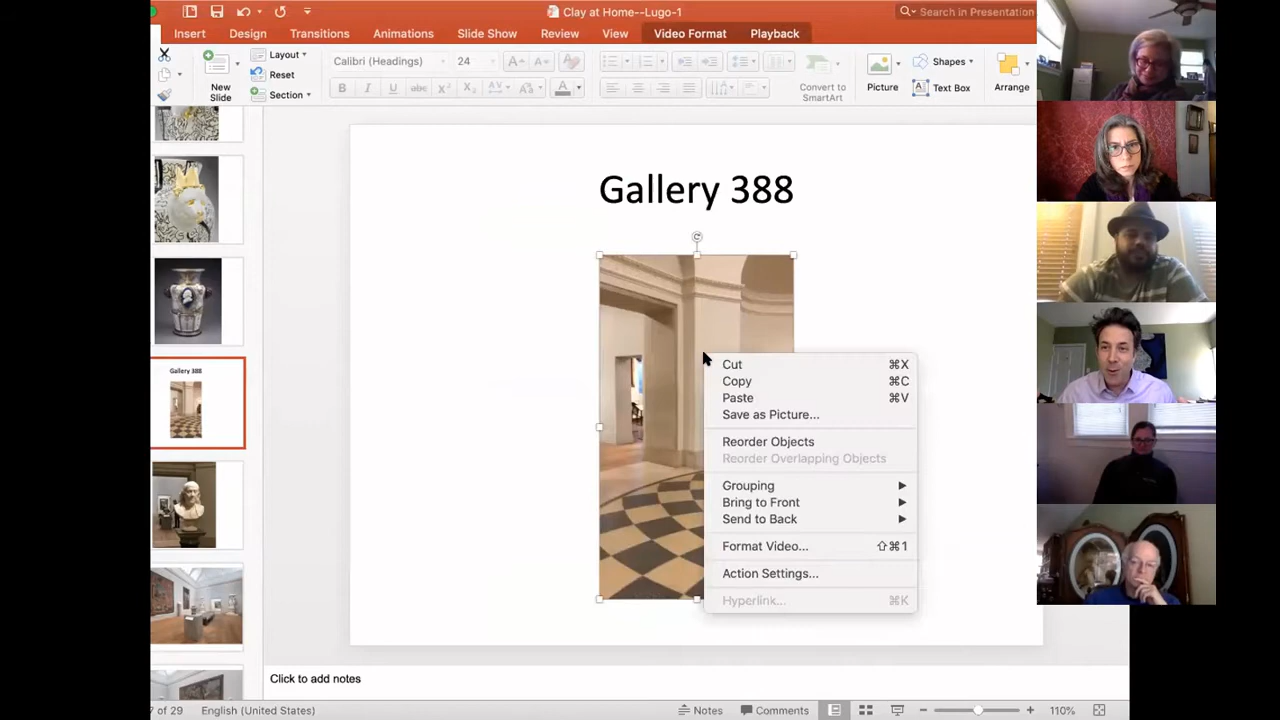 Clay at Home--Lugo-1
Search in Presentation
Insert
Design
Transitions
Animations
Slide Show
Review
View
Video Format
Playback
New Slide
Layout
Reset
Section
Calibri (Headings)
24
Convert to SmartArt
Picture
Shapes
Text Box
Arrange
Gallery 388
Gallery 388
Cut ⌘X
Copy ⌘C
Paste ⌘V
Save as Picture...
Reorder Objects
Reorder Overlapping Objects
Grouping
Bring to Front
Send to Back
Format Video... ⇧⌘1
Action Settings...
Hyperlink... ⌘K
Click to add notes
of 29
English (United States)
Notes
Comments
110%